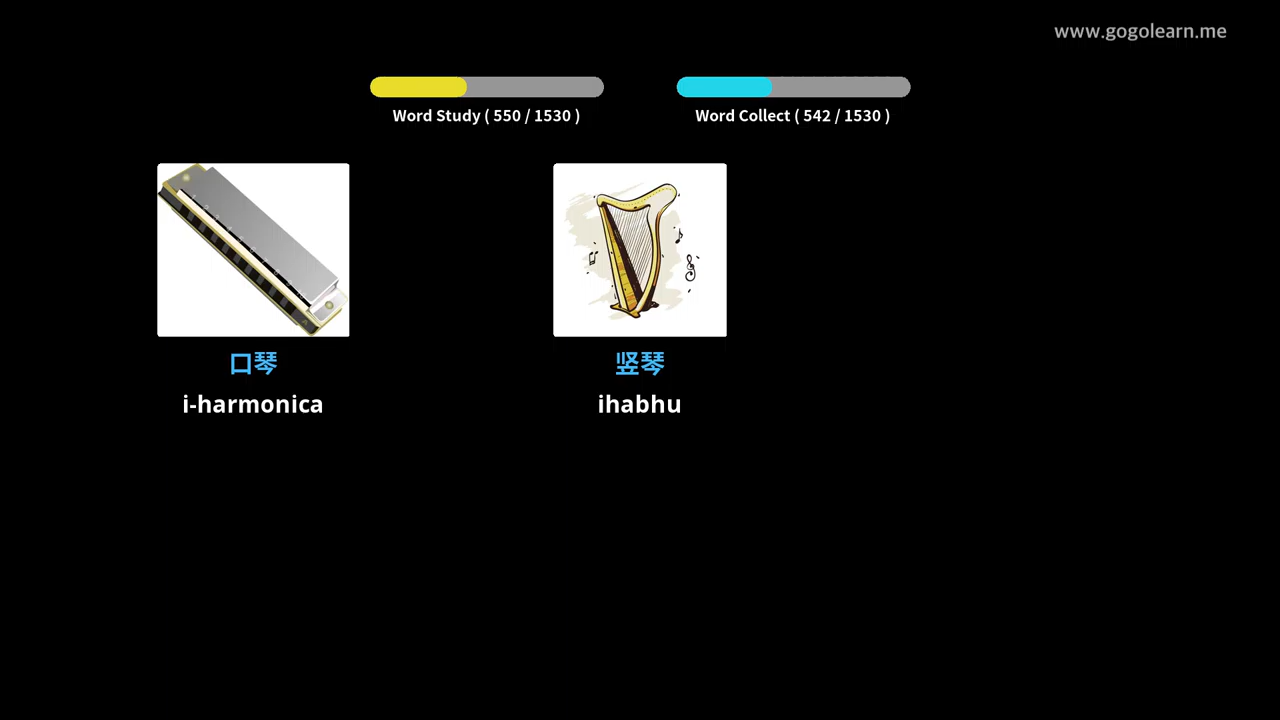 www.gogolearn.me
Word Study ( 550 / 1530 )
Word Collect ( 542 / 1530 )
口琴
竖琴
i-harmonica
ihabhu